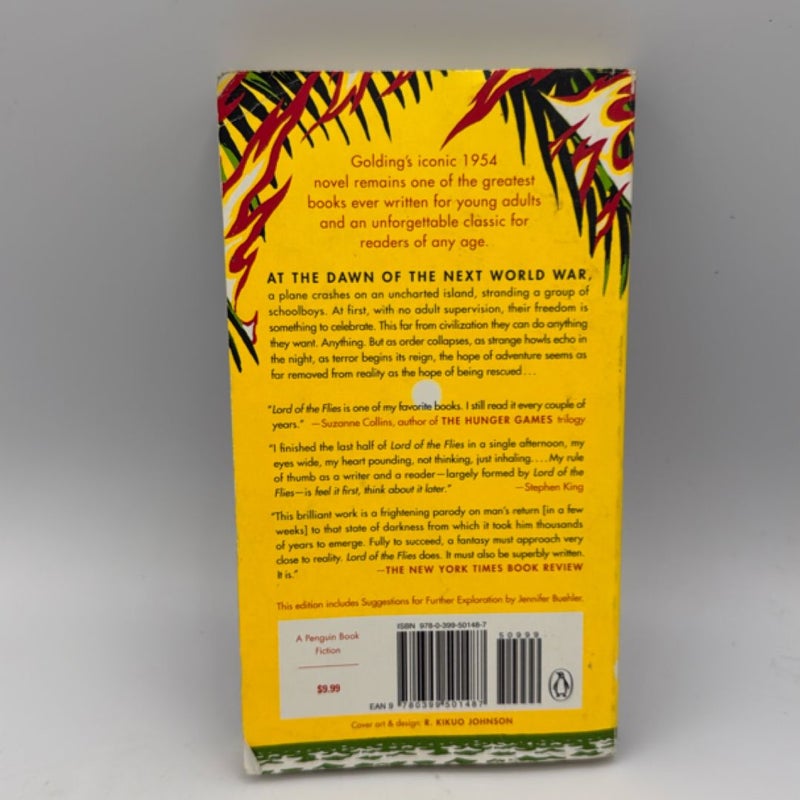 Golding's iconic 1954
novel remains one of the greatest
books ever written for young adults
and an unforgettable classic for
readers of any age.
AT THE DAWN OF THE NEXT WORLD WAR,
a plane crashes on an uncharted island, stranding a group of
schoolboys. At first, with no adult supervision, their freedom is
something to celebrate. This far from civilization they can do anything
they want. Anything. But as order collapses, as strange howls echo in
the night, as terror begins its reign, the hope of adventure seems as
far removed from reality as the hope of being rescued...
"Lord of the Flies is one of my favorite books. I still read it every couple of
years." —Suzanne Collins, author of THE HUNGER GAMES trilogy
"I finished the last half of Lord of the Flies in a single afternoon, my
eyes wide, my heart pounding, not thinking, just inhaling....My rule
of thumb as a writer and a reader—largely formed by Lord of the
Flies—is feel it first, think about it later." —Stephen King
"This brilliant work is a frightening parody on man's return [in a few
weeks] to that state of darkness from which it took him thousands
of years to emerge. Fully to succeed, a fantasy must approach very
close to reality. Lord of the Flies does. It must also be superbly written.
It is." —THE NEW YORK TIMES BOOK REVIEW
This edition includes Suggestions for Further Exploration by Jennifer Buehler.
A Penguin Book
Fiction
$9.99
ISBN 978-0-399-50148-7
50999
EAN 9 780399 501487
Cover art & design: R. KIKUO JOHNSON